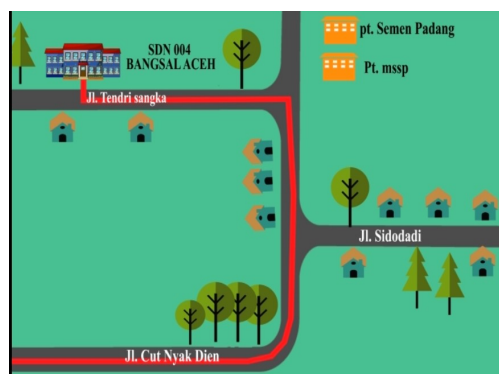 SDN 004
BANGSAL ACEH
pt. Semen Padang
Pt. mssp
Jl. Tendri sangka
Jl. Sidodadi
Jl. Cut Nyak Dien